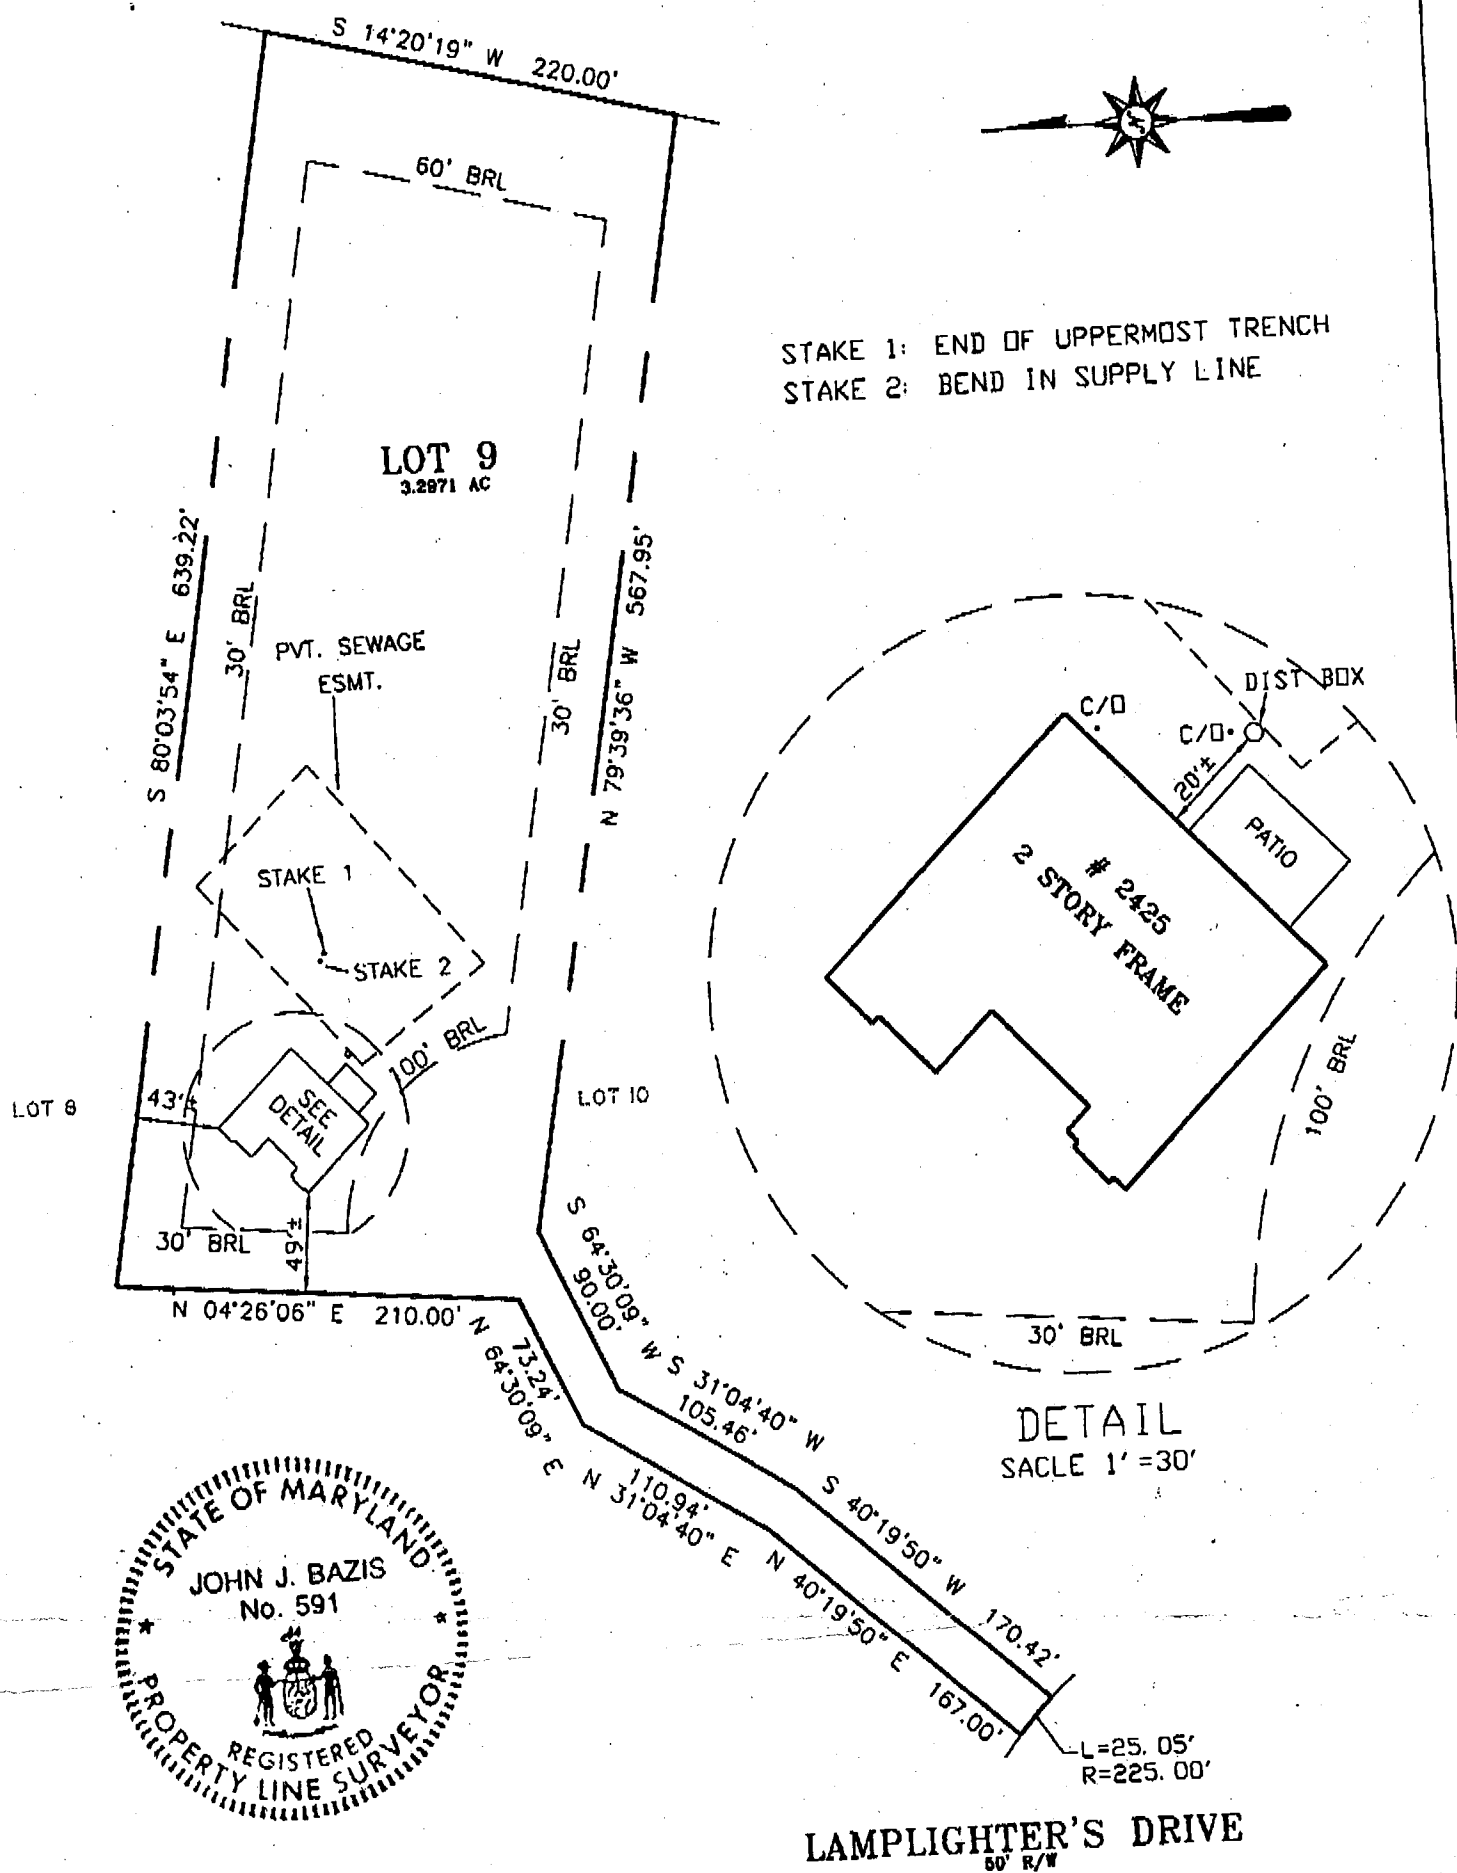 S 14°20'19" W 220.00'
60' BRL
STAKE 1: END OF UPPERMOST TRENCH
STAKE 2: BEND IN SUPPLY LINE
LOT 9
3.2971 AC
S 80°03'54" E 639.22'
30' BRL
PVT. SEWAGE
ESMT.
30' BRL
N 79°39'36" W 567.95'
STAKE 1
STAKE 2
100' BRL
LOT 8
43'±
SEE
DETAIL
LOT 10
30' BRL
49'±
N 04°26'06" E 210.00'
DIST BOX
C/O
C/O
20'±
PATIO
# 2425
2 STORY FRAME
100' BRL
30' BRL
DETAIL
SACLE 1'=30'
S 64°30'09" W
90.00'
73.24'
N 64°30'09" E
S 31°04'40" W
105.46'
110.94'
N 31°04'40" E
S 40°19'50" W 170.42'
N 40°19'50" E 167.00'
L=25.05'
R=225.00'
STATE OF MARYLAND
JOHN J. BAZIS
No. 591
REGISTERED
PROPERTY LINE SURVEYOR
LAMPLIGHTER'S DRIVE
50' R/W